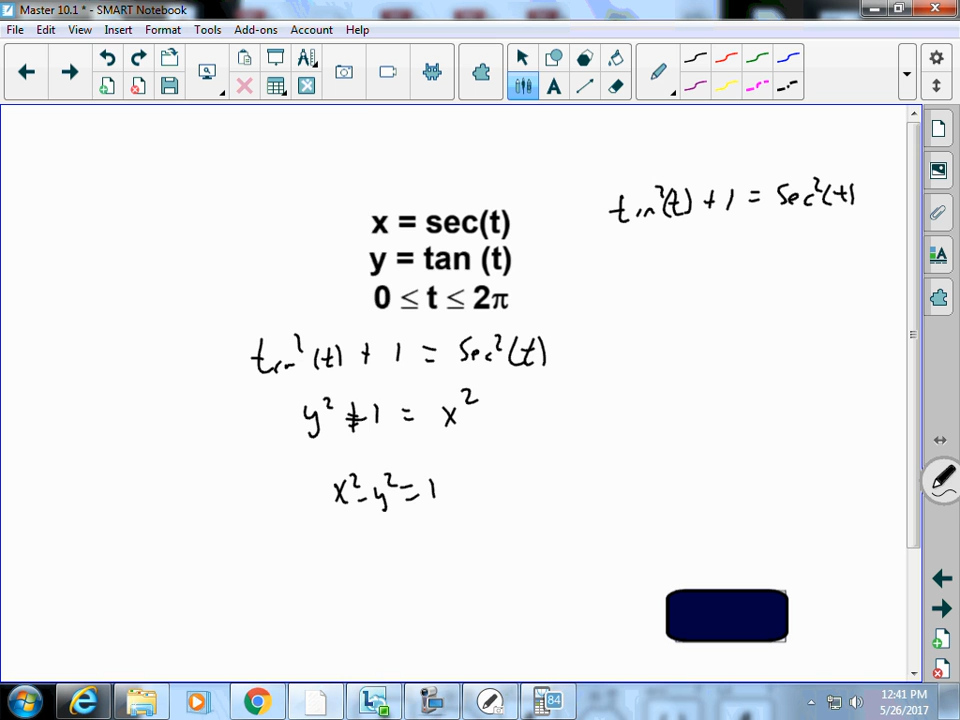 Master 10.1 * - SMART Notebook
File Edit View Insert Format Tools Add-ons Account Help
tan²(t) + 1 = sec²(t)
x = sec(t)
y = tan (t)
0 ≤ t ≤ 2π
tan²(t) + 1 = sec²(t)
y² + 1 = x²
x² - y² = 1
84
12:41 PM
5/26/2017